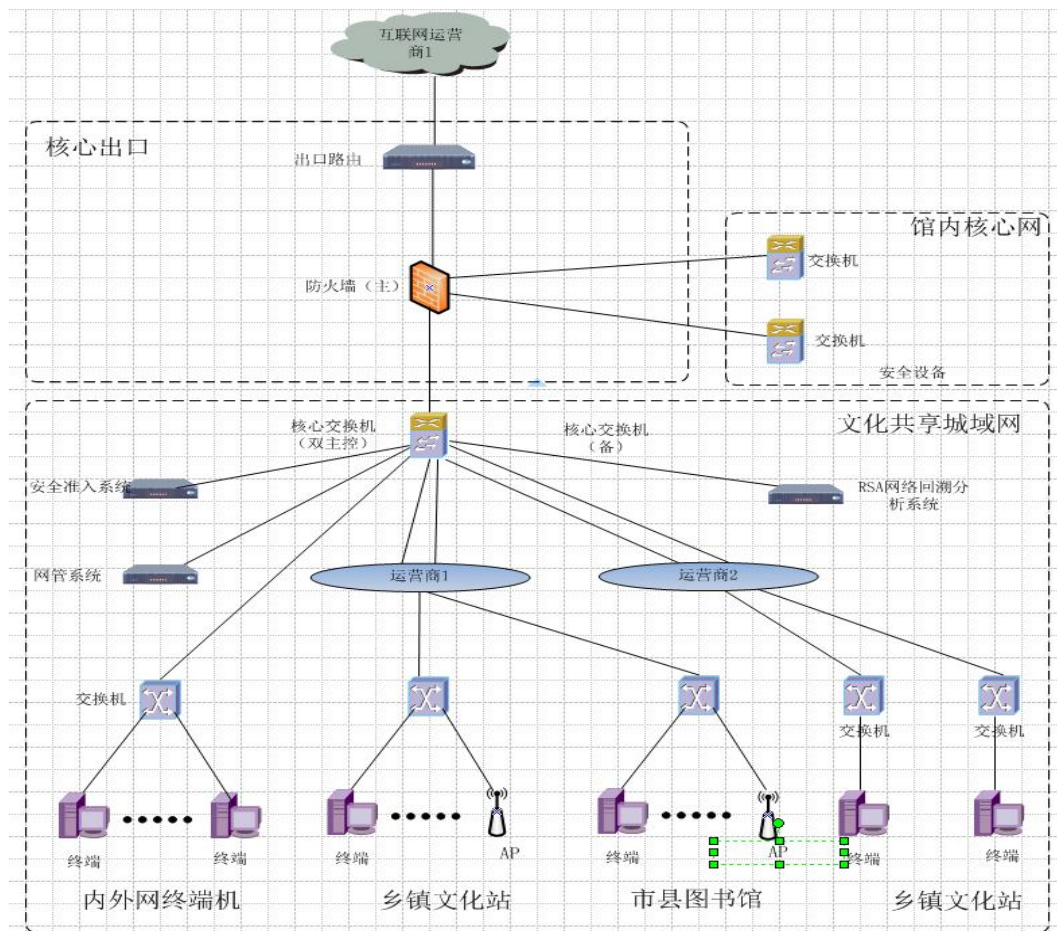 互联网运营
商1
核心出口
出口路由
馆内核心网
交换机
防火墙（主）
交换机
安全设备
核心交换机
（双主控）
核心交换机
（备）
文化共享城域网
安全准入系统
RSA网络回溯分
析系统
网管系统
运营商1
运营商2
交换机
交换机
交换机
终端
终端
终端
AP
终端
AP
终端
终端
内外网终端机
乡镇文化站
市县图书馆
乡镇文化站